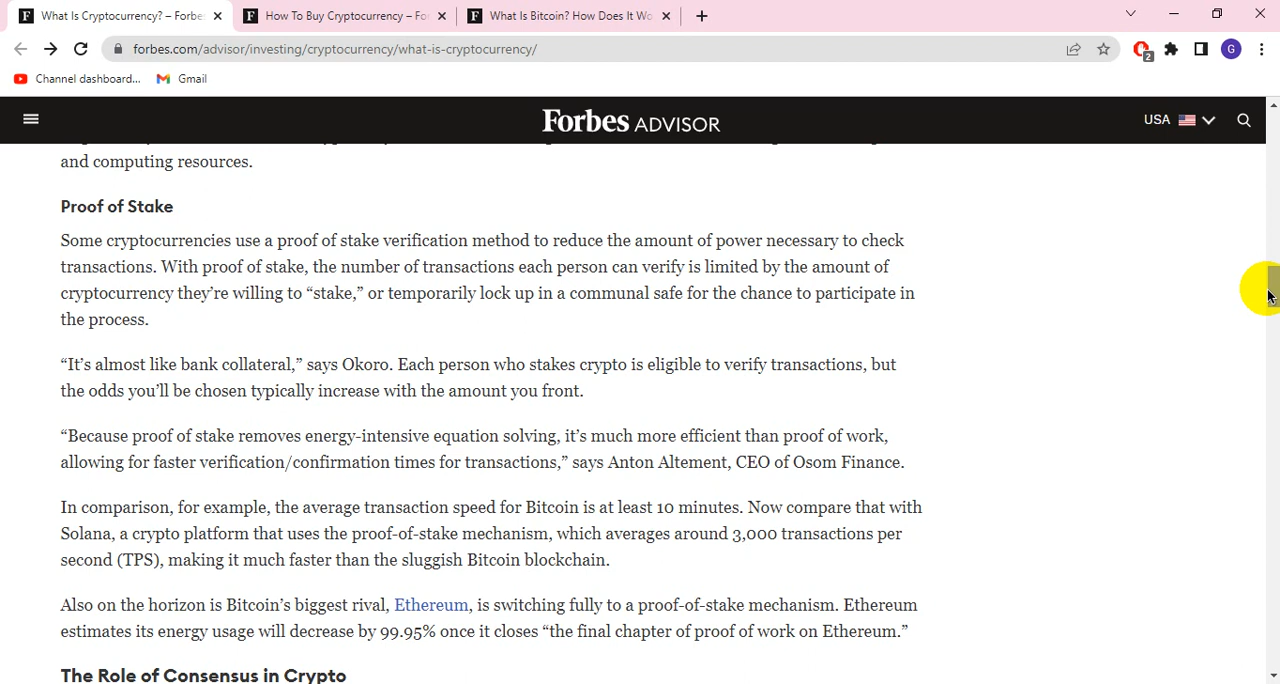 What Is Cryptocurrency? – Forbe
How To Buy Cryptocurrency – Fo
What Is Bitcoin? How Does It Wo
forbes.com/advisor/investing/cryptocurrency/what-is-cryptocurrency/
2
G
Channel dashboard...
Gmail
Forbes ADVISOR
USA
and computing resources.
Proof of Stake
Some cryptocurrencies use a proof of stake verification method to reduce the amount of power necessary to check
transactions. With proof of stake, the number of transactions each person can verify is limited by the amount of
cryptocurrency they’re willing to “stake,” or temporarily lock up in a communal safe for the chance to participate in
the process.
“It’s almost like bank collateral,” says Okoro. Each person who stakes crypto is eligible to verify transactions, but
the odds you’ll be chosen typically increase with the amount you front.
“Because proof of stake removes energy-intensive equation solving, it’s much more efficient than proof of work,
allowing for faster verification/confirmation times for transactions,” says Anton Altement, CEO of Osom Finance.
In comparison, for example, the average transaction speed for Bitcoin is at least 10 minutes. Now compare that with
Solana, a crypto platform that uses the proof-of-stake mechanism, which averages around 3,000 transactions per
second (TPS), making it much faster than the sluggish Bitcoin blockchain.
Also on the horizon is Bitcoin’s biggest rival, Ethereum, is switching fully to a proof-of-stake mechanism. Ethereum
estimates its energy usage will decrease by 99.95% once it closes “the final chapter of proof of work on Ethereum.”
The Role of Consensus in Crypto